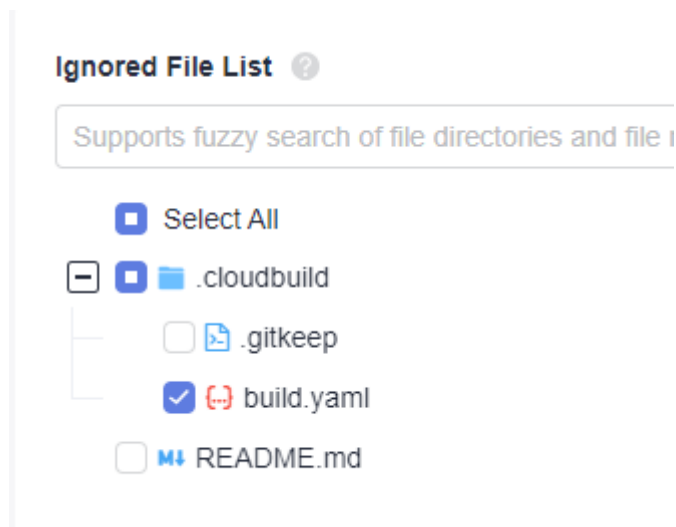 Ignored File List ?
Supports fuzzy search of file directories and file
Select All
.cloudbuild
.gitkeep
build.yaml
M↓ README.md